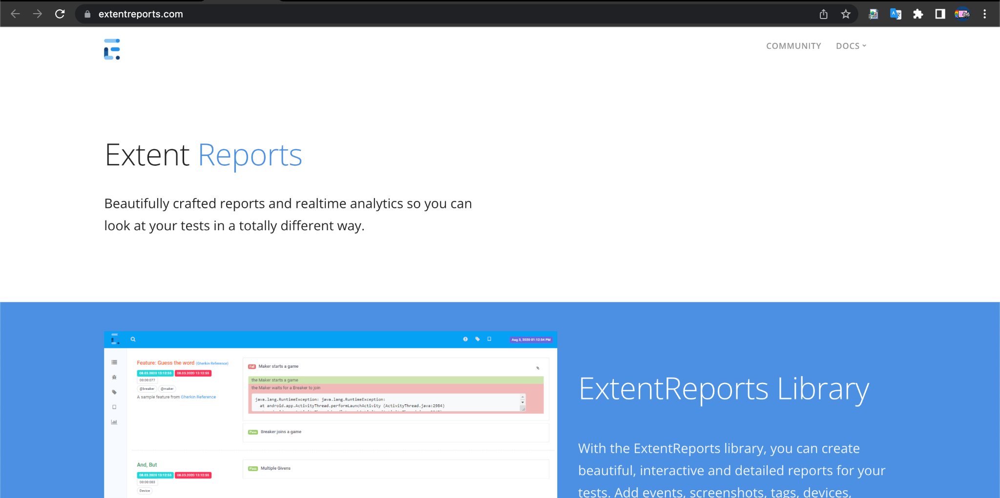 extentreports.com
COMMUNITY DOCS
Extent Reports
Beautifully crafted reports and realtime analytics so you can
look at your tests in a totally different way.
Aug 3, 2020 01:12:54 PM
Feature: Guess the word (Gherkin Reference)
08.03.2020 13:12:55 08.03.2020 13:12:55
00:00:077
@breaker @maker
A sample feature from Gherkin Reference
Fail Maker starts a game
the Maker starts a game
the Maker waits for a Breaker to join
java.lang.RuntimeException: java.lang.RuntimeException:
at android.app.ActivityThread.performLaunchActivity (ActivityThread.java:2984)
Pass Breaker joins a game
And, But
08.03.2020 13:12:55 08.03.2020 13:12:55
00:00:003
Device
Pass Multiple Givens
ExtentReports Library
With the ExtentReports library, you can create
beautiful, interactive and detailed reports for your
tests. Add events, screenshots, tags, devices,